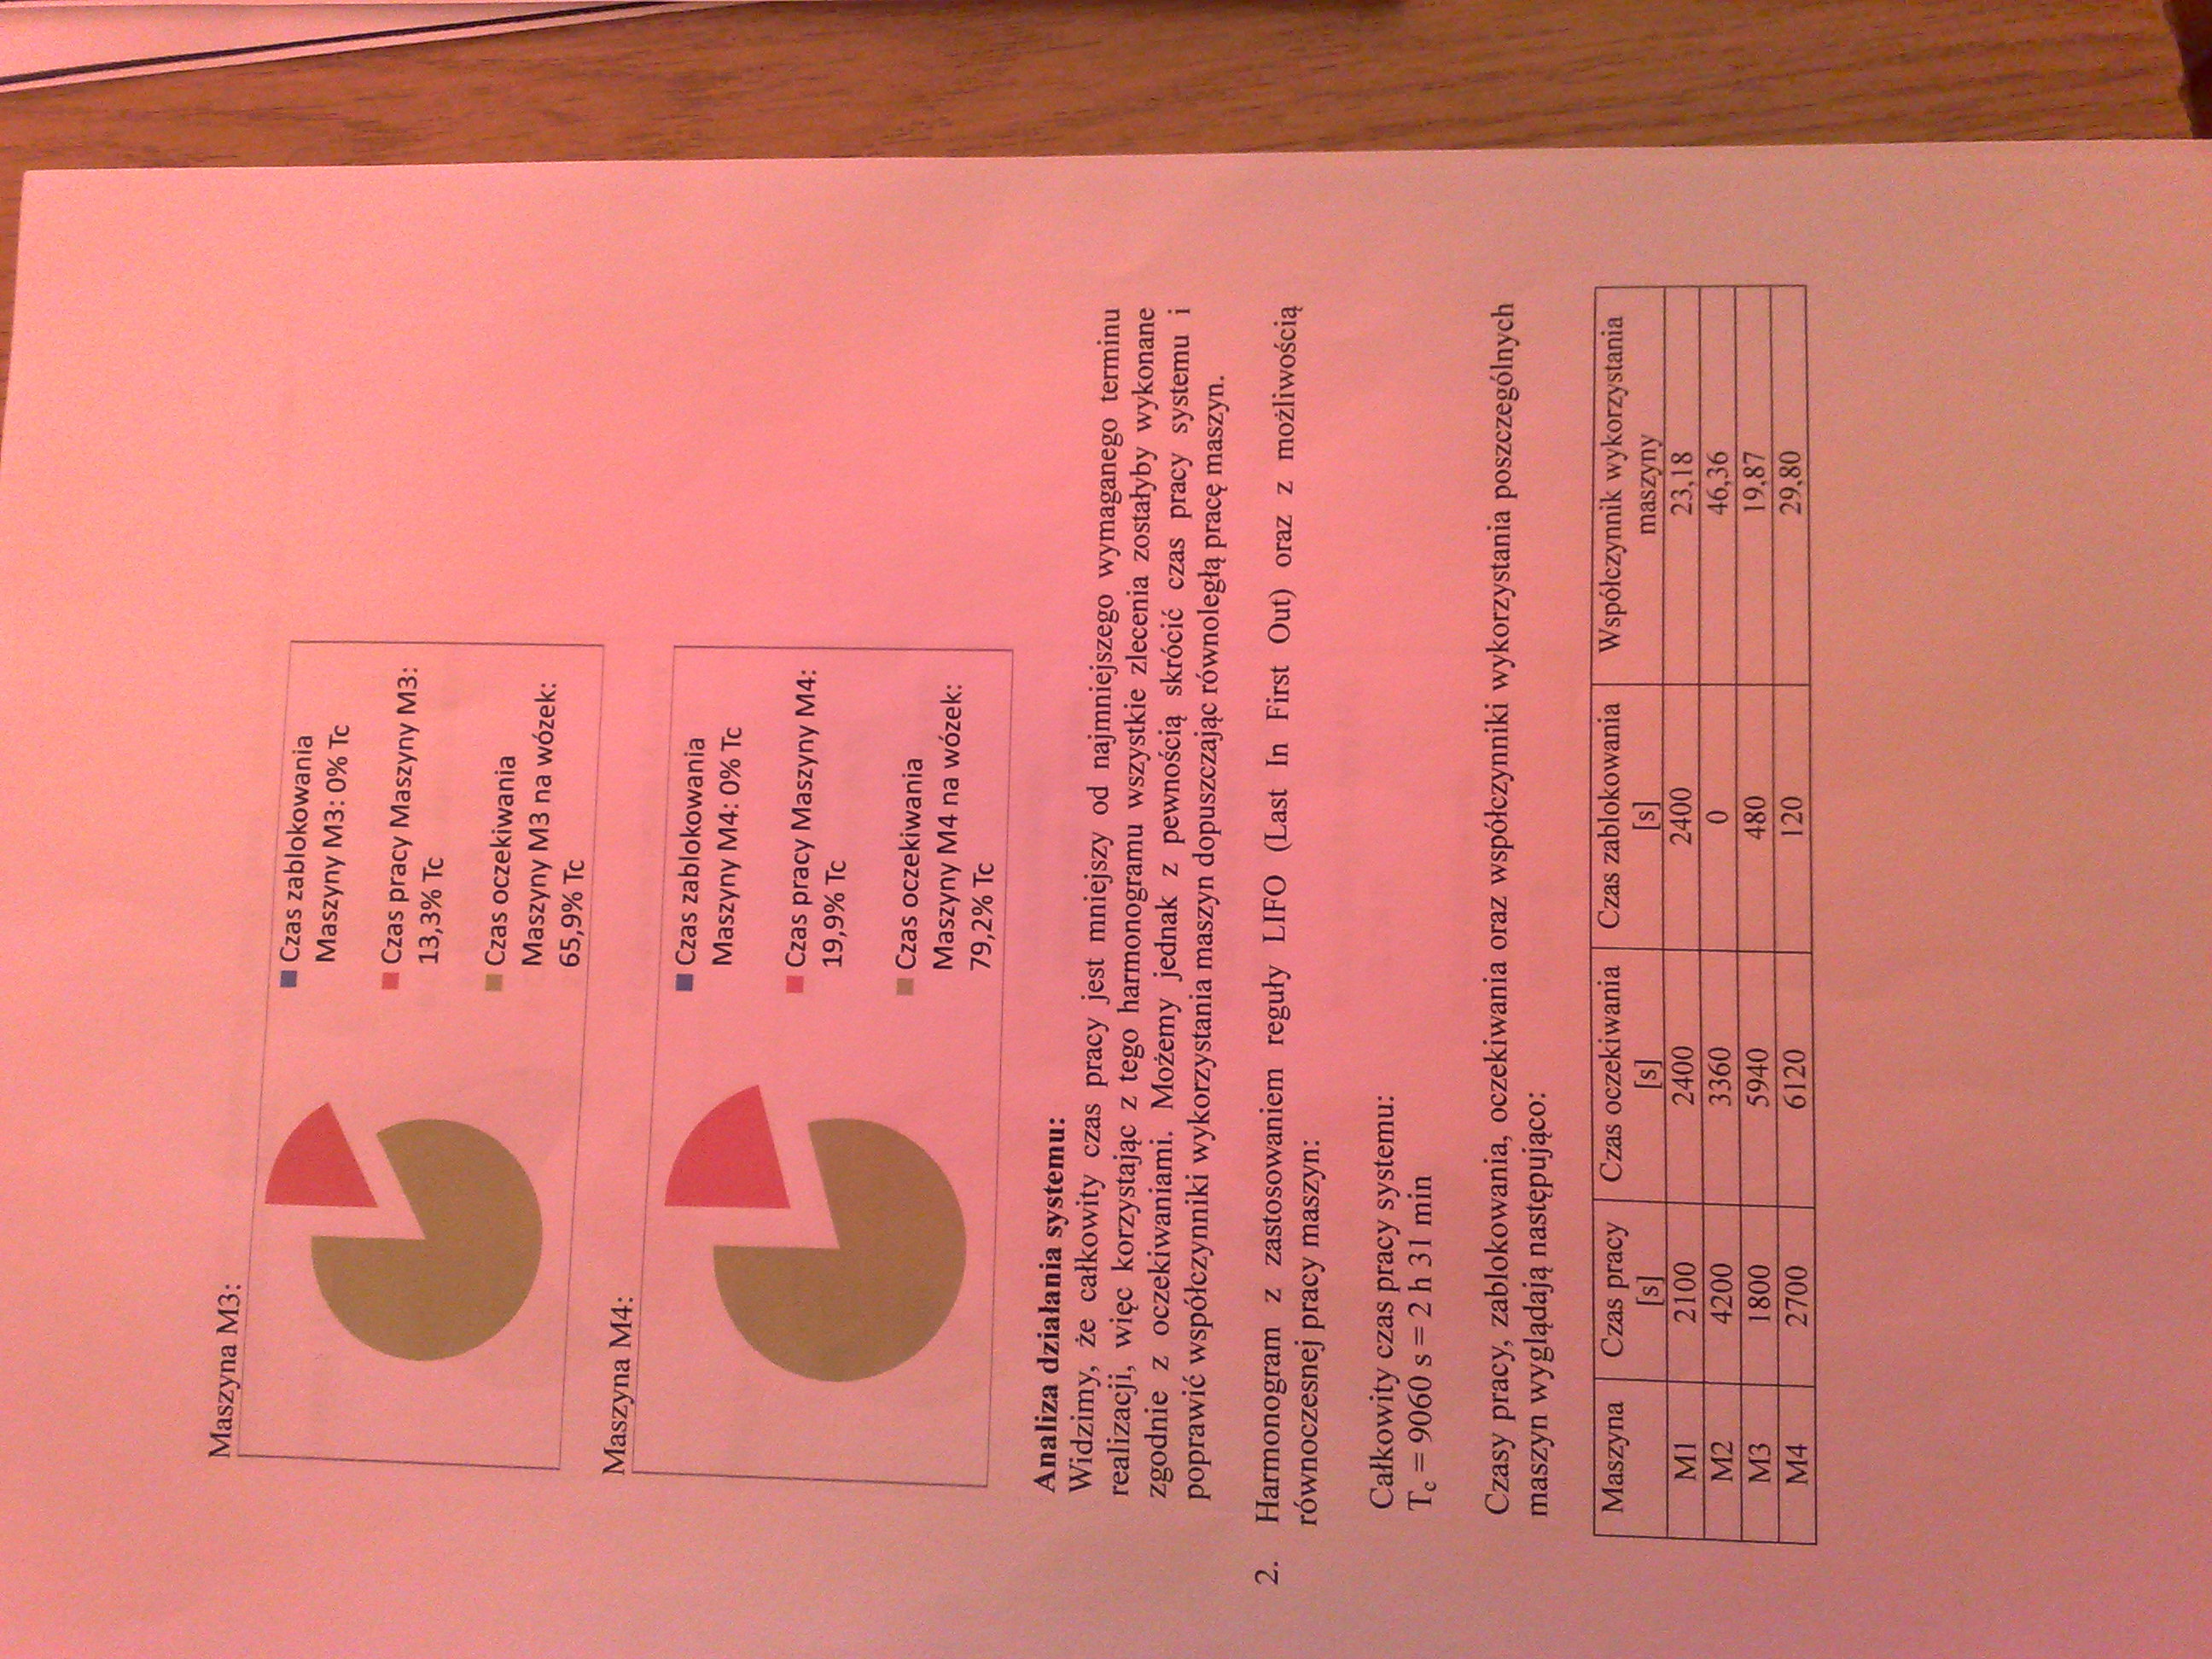 Maszyna M3:
Czas zablokowania
Maszyny M3: 0% Tc
Czas pracy Maszyny M3:
13,3% Tc
Czas oczekiwania
Maszyny M3 na wózek:
65,9% Tc
Maszyna M4:
Czas zablokowania
Maszyny M4: 0% Tc
Czas pracy Maszyny M4:
19,9% Tc
Czas oczekiwania
Maszyny M4 na wózek:
79,2% Tc
Analiza działania systemu:
Widzimy, że całkowity czas pracy jest mniejszy od najmniejszego wymaganego terminu
realizacji, więc korzystając z tego harmonogramu wszystkie zlecenia zostałyby wykonane
zgodnie z oczekiwaniami. Możemy jednak z pewnością skrócić czas pracy systemu i
poprawić współczynniki wykorzystania maszyn dopuszczając równoległą pracę maszyn.
2. Harmonogram z zastosowaniem reguły LIFO (Last In First Out) oraz z możliwością
równoczesnej pracy maszyn:
Całkowity czas pracy systemu:
Tc = 9060 s = 2 h 31 min
Czasy pracy, zablokowania, oczekiwania oraz współczynniki wykorzystania poszczególnych
maszyn wyglądają następująco:
Maszyna Czas pracy [s] Czas oczekiwania [s] Czas zablokowania [s] Współczynnik wykorzystania maszyny
M1 2100 2400 2400 23,18
M2 4200 3360 0 46,36
M3 1800 5940 480 19,87
M4 2700 6120 120 29,80